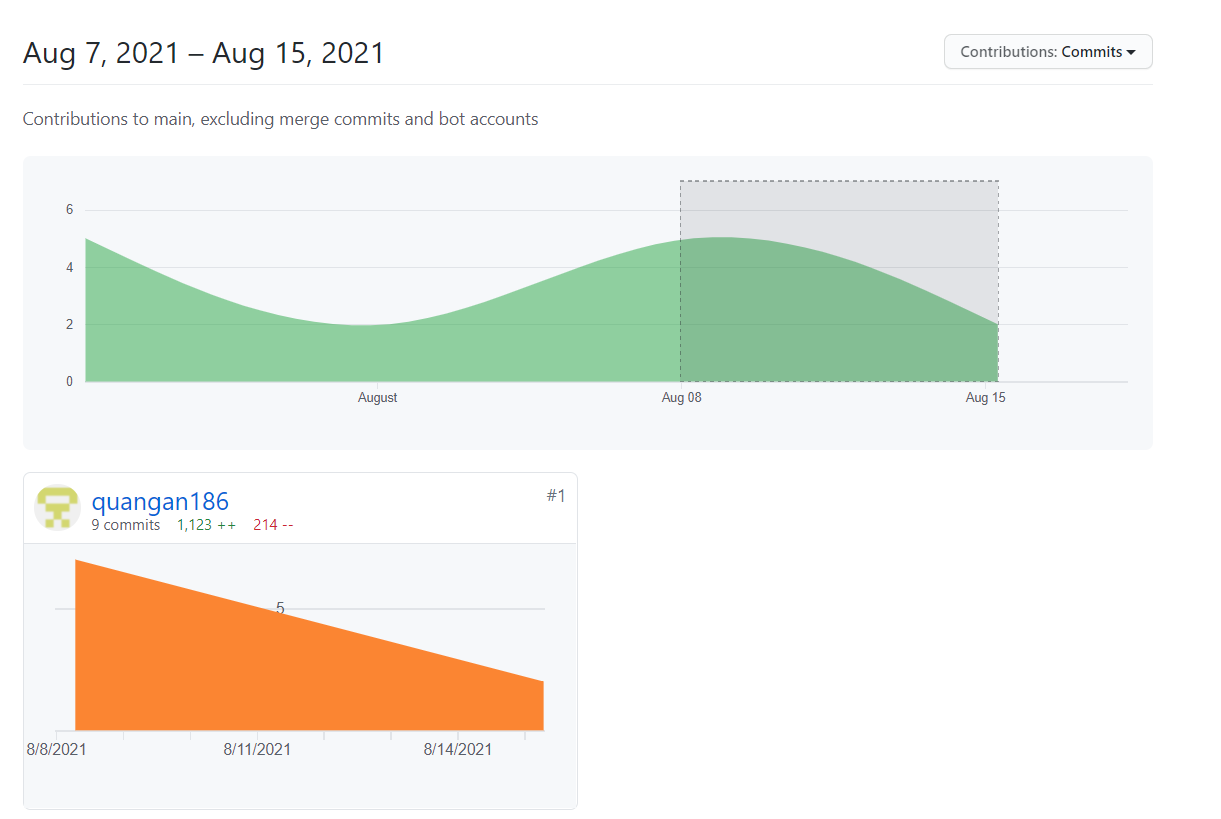 Aug 7, 2021 – Aug 15, 2021
Contributions: Commits
Contributions to main, excluding merge commits and bot accounts
6
4
2
0
August
Aug 08
Aug 15
quangan186
#1
9 commits 1,123 ++ 214 --
5
8/8/2021
8/11/2021
8/14/2021